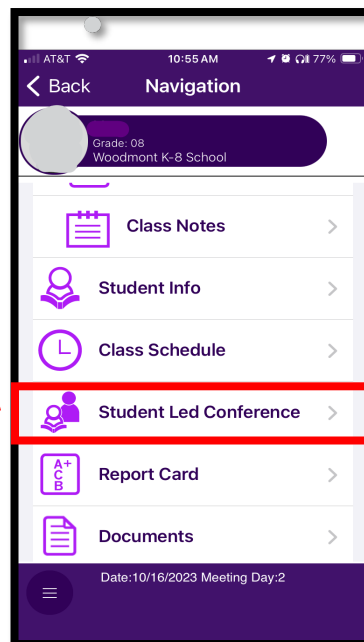 AT&T 10:55 AM 77%
Back Navigation
Grade: 08
Woodmont K-8 School
Class Notes
Student Info
L Class Schedule
Student Led Conference
A+
C
B
Report Card
Documents
Date:10/16/2023 Meeting Day:2